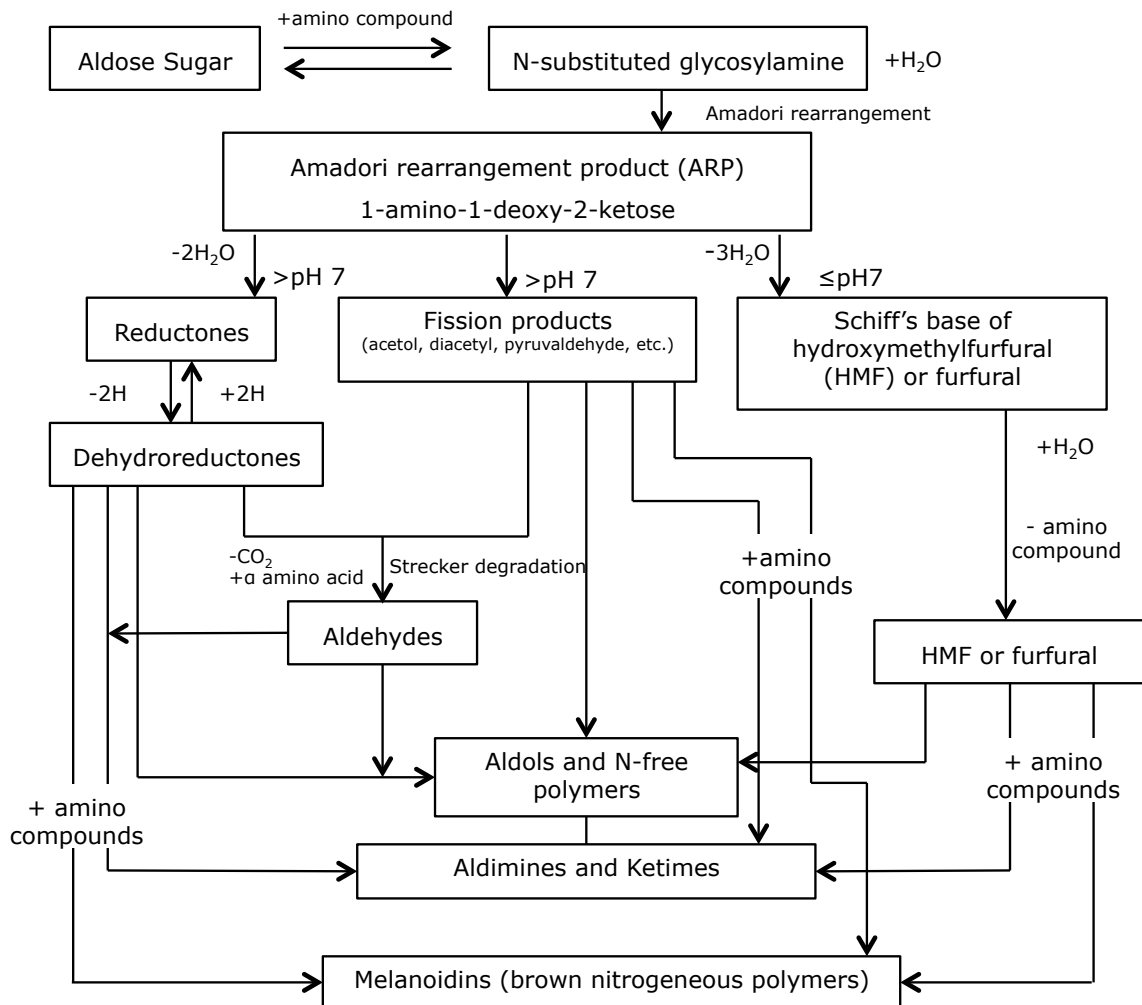 +amino compound
Aldose Sugar
N-substituted glycosylamine
+H₂O
Amadori rearrangement
Amadori rearrangement product (ARP)
1-amino-1-deoxy-2-ketose
-2H₂O
-3H₂O
>pH 7
>pH 7
≤pH7
Reductones
Fission products
(acetol, diacetyl, pyruvaldehyde, etc.)
Schiff’s base of
hydroxymethylfurfural
(HMF) or furfural
-2H
+2H
Dehydroreductones
+H₂O
- amino
compound
-CO₂
+α amino acid
Strecker degradation
+amino
compounds
Aldehydes
HMF or furfural
Aldols and N-free
polymers
+ amino
compounds
+ amino
compounds
Aldimines and Ketimes
Melanoidins (brown nitrogeneous polymers)